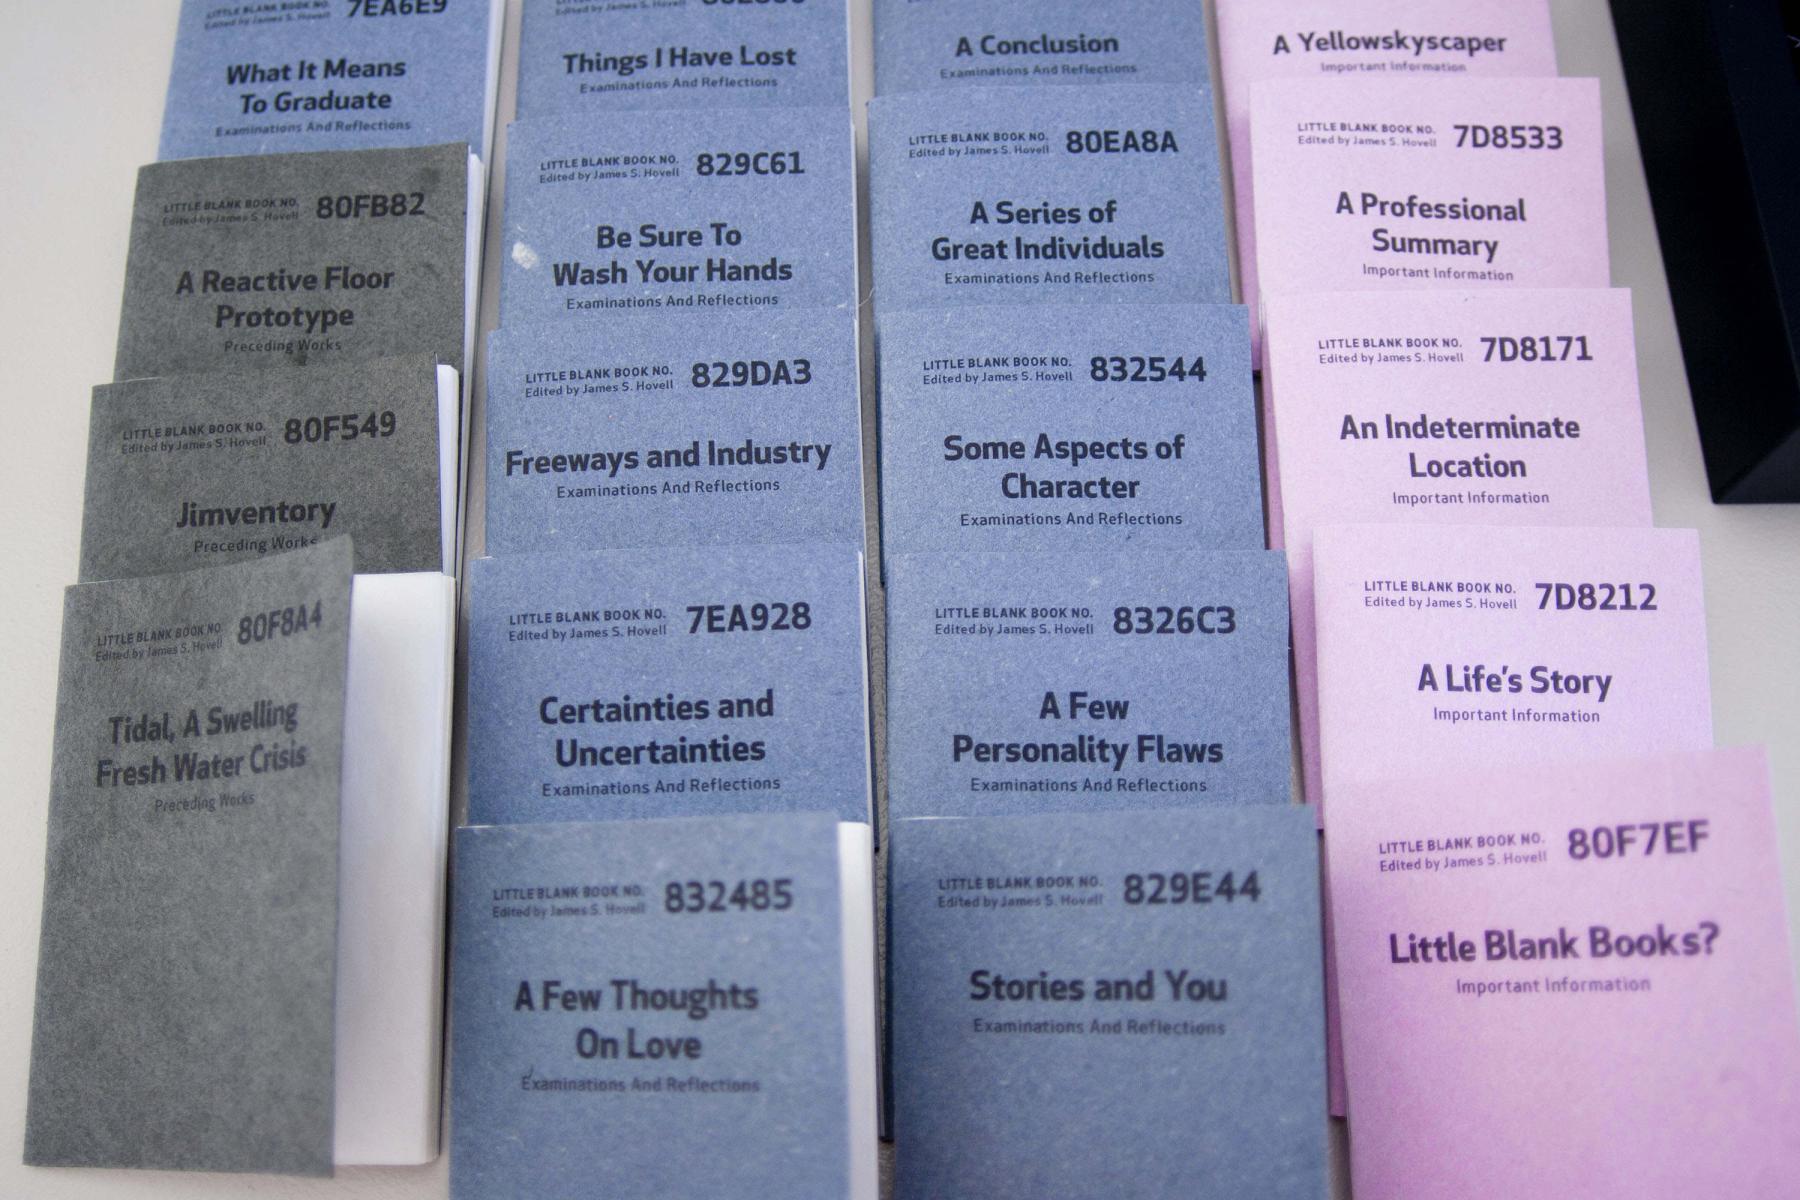 LITTLE BLANK BOOK NO. 7EA6E9
Edited by James S. Hovell
What It Means
To Graduate
Examinations And Reflections
LITTLE BLANK BOOK NO. 80FB82
Edited by James S. Hovell
A Reactive Floor
Prototype
Preceding Works
LITTLE BLANK BOOK NO. 80F549
Edited by James S. Hovell
Jimventory
Preceding Works
LITTLE BLANK BOOK NO. 80F8A4
Edited by James S. Hovell
Tidal, A Swelling
Fresh Water Crisis
Preceding Works
Edited by James S. Hovell
Things I Have Lost
Examinations And Reflections
LITTLE BLANK BOOK NO. 829C61
Edited by James S. Hovell
Be Sure To
Wash Your Hands
Examinations And Reflections
LITTLE BLANK BOOK NO. 829DA3
Edited by James S. Hovell
Freeways and Industry
Examinations And Reflections
LITTLE BLANK BOOK NO. 7EA928
Edited by James S. Hovell
Certainties and
Uncertainties
Examinations And Reflections
LITTLE BLANK BOOK NO. 832485
Edited by James S. Hovell
A Few Thoughts
On Love
Examinations And Reflections
A Conclusion
Examinations And Reflections
LITTLE BLANK BOOK NO. 80EA8A
Edited by James S. Hovell
A Series of
Great Individuals
Examinations And Reflections
LITTLE BLANK BOOK NO. 832544
Edited by James S. Hovell
Some Aspects of
Character
Examinations And Reflections
LITTLE BLANK BOOK NO. 8326C3
Edited by James S. Hovell
A Few
Personality Flaws
Examinations And Reflections
LITTLE BLANK BOOK NO. 829E44
Edited by James S. Hovell
Stories and You
Examinations And Reflections
A Yellowskyscaper
Important Information
LITTLE BLANK BOOK NO. 7D8533
Edited by James S. Hovell
A Professional
Summary
Important Information
LITTLE BLANK BOOK NO. 7D8171
Edited by James S. Hovell
An Indeterminate
Location
Important Information
LITTLE BLANK BOOK NO. 7D8212
Edited by James S. Hovell
A Life's Story
Important Information
LITTLE BLANK BOOK NO. 80F7EF
Edited by James S. Hovell
Little Blank Books?
Important Information